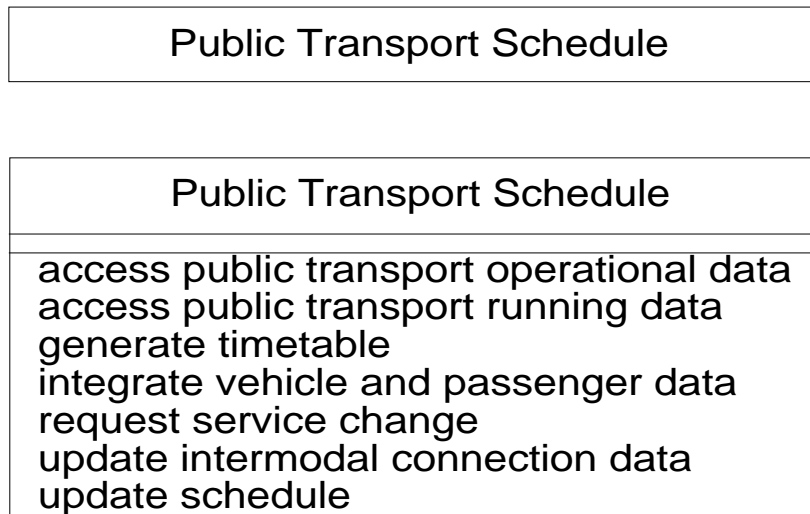 Public Transport Schedule
Public Transport Schedule
access public transport operational data
access public transport running data
generate timetable
integrate vehicle and passenger data
request service change
update intermodal connection data
update schedule